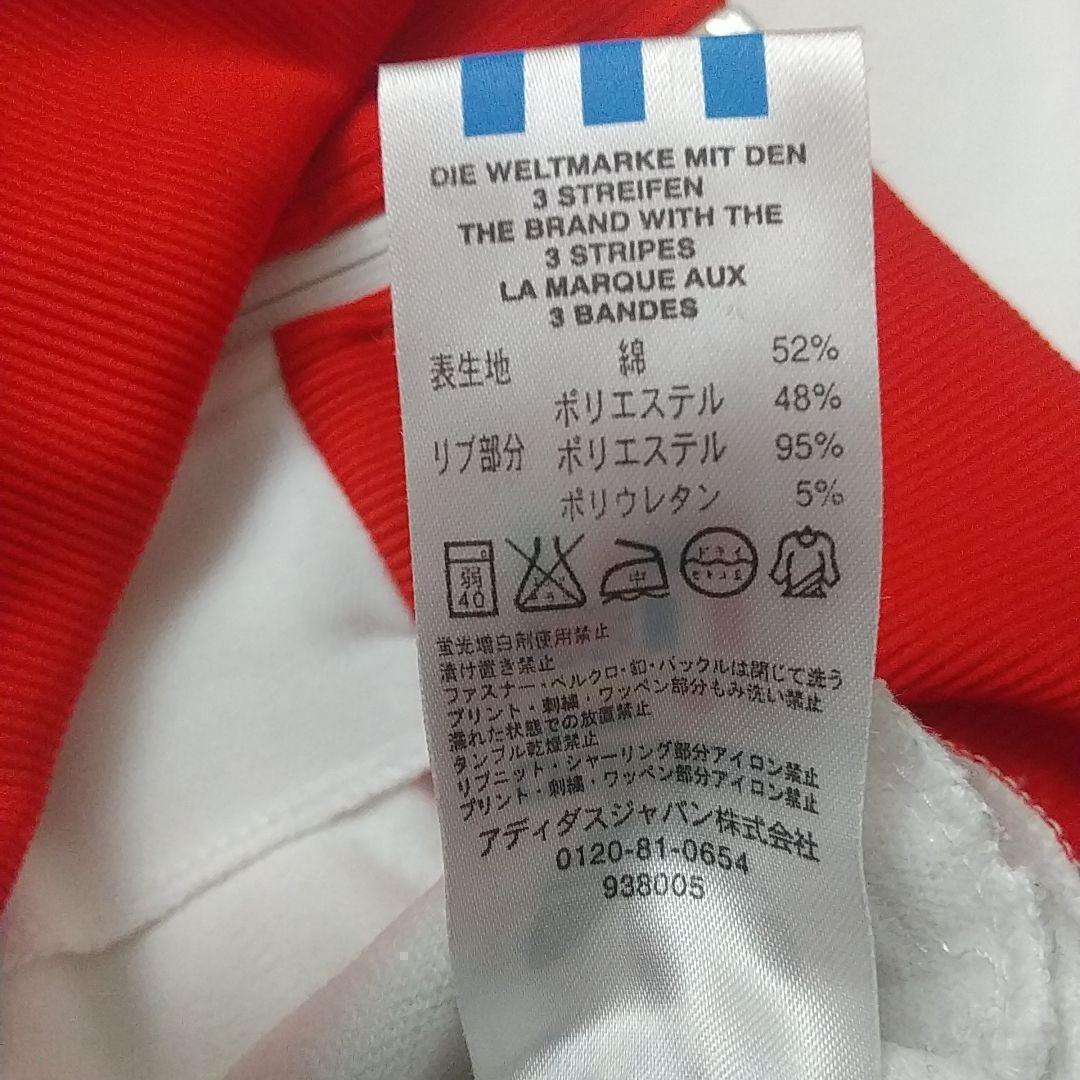 DIE WELTMARKE MIT DEN
3 STREIFEN
THE BRAND WITH THE
3 STRIPES
LA MARQUE AUX
3 BANDES
表生地 綿 52%
ポリエステル 48%
リブ部分 ポリエステル 95%
ポリウレタン 5%
弱 40 中 ドライ セキユ系
蛍光増白剤使用禁止
漬け置き禁止
ファスナー・ベルクロ・釦・バックルは閉じて洗う
プリント・刺繍・ワッペン部分もみ洗い禁止
濡れた状態での放置禁止
タンブル乾燥禁止
リブニット・シャーリング部分アイロン禁止
プリント・刺繍・ワッペン部分アイロン禁止
アディダスジャパン株式会社
0120-81-0654
938005